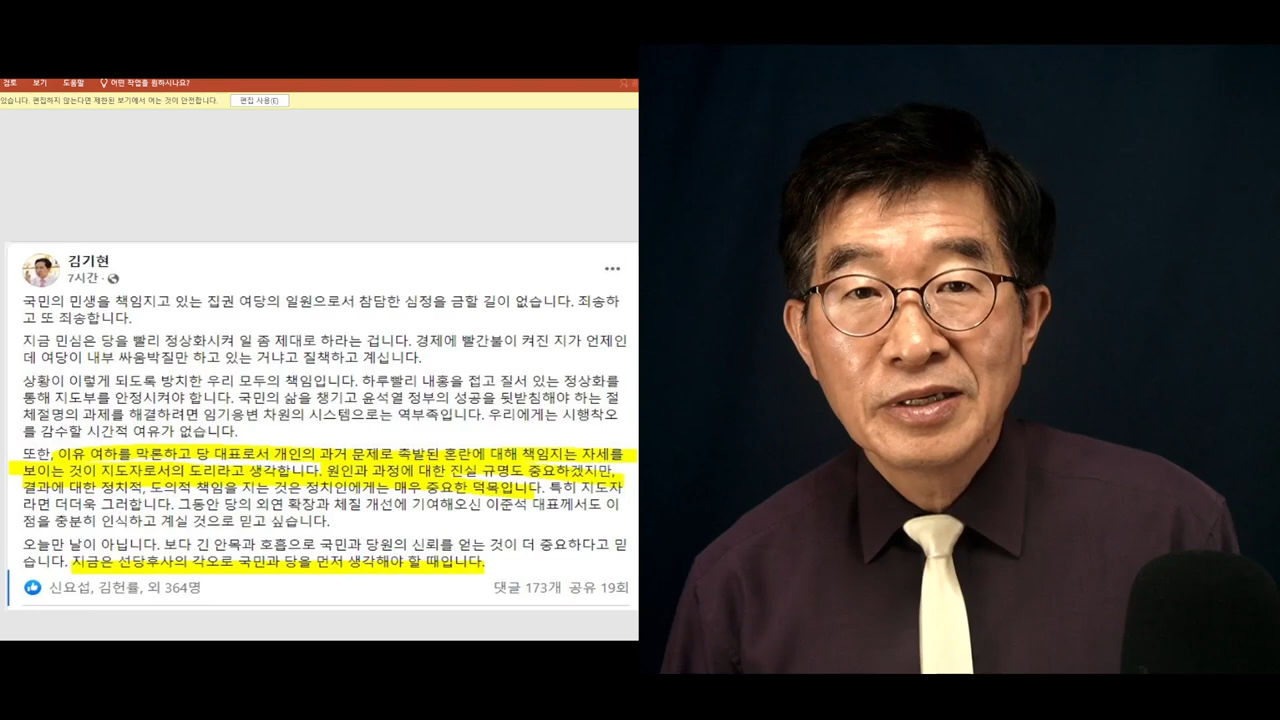 검토 보기 도움말 어떤 작업을 원하시나요?
있습니다. 편집하지 않는다면 제한된 보기에서 여는 것이 안전합니다. 편집 사용(E)
김기현
7시간 ·
국민의 민생을 책임지고 있는 집권 여당의 일원으로서 참담한 심정을 금할 길이 없습니다. 죄송하
고 또 죄송합니다.
지금 민심은 당을 빨리 정상화시켜 일 좀 제대로 하라는 겁니다. 경제에 빨간불이 켜진 지가 언제인
데 여당이 내부 싸움박질만 하고 있는 거냐고 질책하고 계십니다.
상황이 이렇게 되도록 방치한 우리 모두의 책임입니다. 하루빨리 내홍을 접고 질서 있는 정상화를
통해 지도부를 안정시켜야 합니다. 국민의 삶을 챙기고 윤석열 정부의 성공을 뒷받침해야 하는 절
체절명의 과제를 해결하려면 임기응변 차원의 시스템으로는 역부족입니다. 우리에게는 시행착오
를 감수할 시간적 여유가 없습니다.
또한, 이유 여하를 막론하고 당 대표로서 개인의 과거 문제로 촉발된 혼란에 대해 책임지는 자세를
보이는 것이 지도자로서의 도리라고 생각합니다. 원인과 과정에 대한 진실 규명도 중요하겠지만,
결과에 대한 정치적, 도의적 책임을 지는 것은 정치인에게는 매우 중요한 덕목입니다. 특히 지도자
라면 더더욱 그러합니다. 그동안 당의 외연 확장과 체질 개선에 기여해오신 이준석 대표께서도 이
점을 충분히 인식하고 계실 것으로 믿고 싶습니다.
오늘만 날이 아닙니다. 보다 긴 안목과 호흡으로 국민과 당원의 신뢰를 얻는 것이 더 중요하다고 믿
습니다. 지금은 선당후사의 각오로 국민과 당을 먼저 생각해야 할 때입니다.
신요섭, 김헌률, 외 364명 댓글 173개 공유 19회